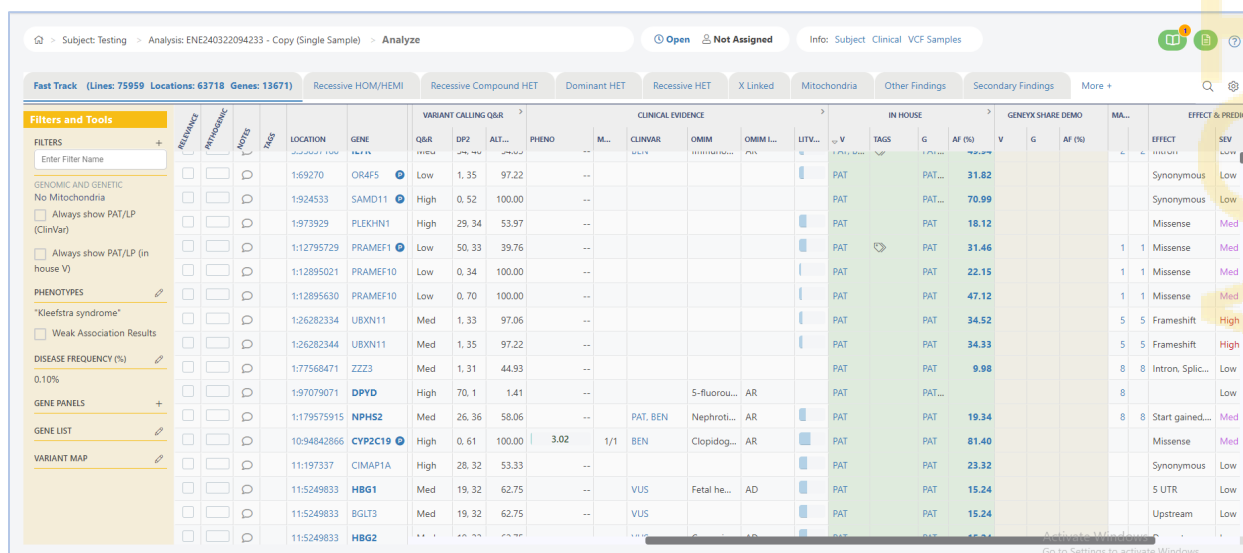 > Subject: Testing > Analysis: ENE240322094233 - Copy (Single Sample) > Analyze Open Not Assigned Info: Subject Clinical VCF Samples 1
Fast Track (Lines: 75959 Locations: 63718 Genes: 13671) Recessive HOM/HEMI Recessive Compound HET Dominant HET Recessive HET X Linked Mitochondria Other Findings Secondary Findings More +
Filters and Tools
FILTERS +
Enter Filter Name
GENOMIC AND GENETIC
No Mitochondria
Always show PAT/LP
(ClinVar)
Always show PAT/LP (in
house V)
PHENOTYPES
"Kleefstra syndrome"
Weak Association Results
DISEASE FREQUENCY (%)
0.10%
GENE PANELS +
GENE LIST
VARIANT MAP
VARIANT CALLING Q&R > CLINICAL EVIDENCE > IN HOUSE > GENEYX SHARE DEMO MA... EFFECT & PREDIC
RELEVANCE PATHOGENIC NOTES TAGS LOCATION GENE Q&R DP2 ALT... PHENO M... CLINVAR OMIM OMIM I... LITV... V TAGS G AF (%) V G AF (%) EFFECT SEV
1:69270 OR4F5 P Low 1, 35 97.22 -- PAT PAT... 31.82 Synonymous Low
1:924533 SAMD11 P High 0, 52 100.00 -- PAT PAT... 70.99 Synonymous Low
1:973929 PLEKHN1 High 29, 34 53.97 -- PAT PAT 18.12 Missense Med
1:12795729 PRAMEF1 P Low 50, 33 39.76 -- PAT PAT 31.46 1 1 Missense Med
1:12895021 PRAMEF10 Low 0, 34 100.00 -- PAT PAT 22.15 1 1 Missense Med
1:12895630 PRAMEF10 Low 0, 70 100.00 -- PAT PAT 47.12 1 1 Missense Med
1:26282334 UBXN11 Med 1, 33 97.06 -- PAT PAT 34.52 5 5 Frameshift High
1:26282344 UBXN11 Med 1, 35 97.22 -- PAT PAT 34.33 5 5 Frameshift High
1:77568471 ZZZ3 Med 1, 31 44.93 -- PAT PAT 9.98 8 8 Intron, Splic... Low
1:97079071 DPYD High 70, 1 1.41 -- 5-fluorou... AR PAT PAT... 8 Low
1:179575915 NPHS2 Med 26, 36 58.06 -- PAT, BEN Nephroti... AR PAT PAT 19.34 8 8 Start gained,... Med
10:94842866 CYP2C19 P High 0, 61 100.00 3.02 1/1 BEN Clopidog... AR PAT PAT 81.40 Missense Med
11:197337 CIMAP1A High 28, 32 53.33 -- PAT PAT 23.32 Synonymous Low
11:5249833 HBG1 Med 19, 32 62.75 -- VUS Fetal he... AD PAT PAT 15.24 5 UTR Low
11:5249833 BGLT3 Med 19, 32 62.75 -- VUS PAT PAT 15.24 Upstream Low
11:5249833 HBG2
Activate Windows
Go to Settings to activate Windows.